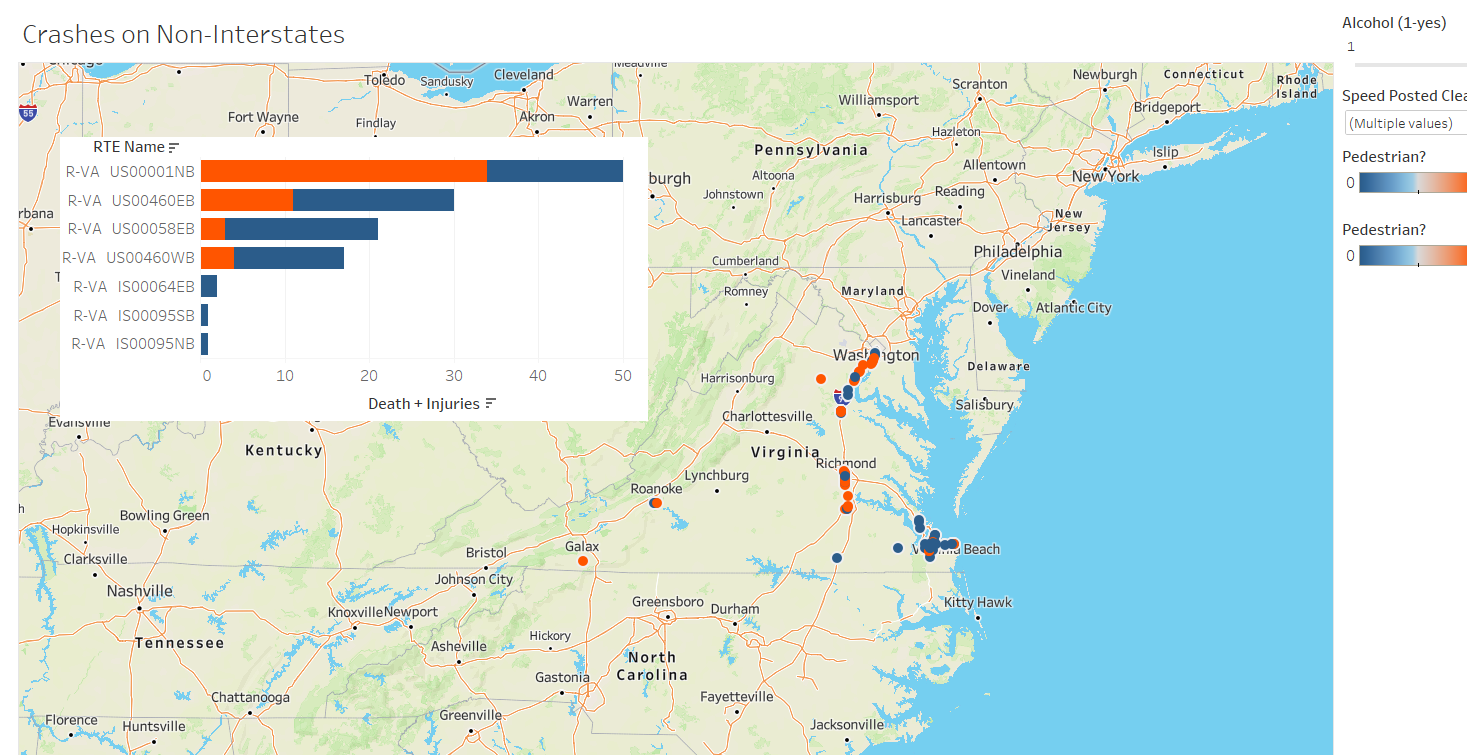 Crashes on Non-Interstates
Alcohol (1-yes)
1
Speed Posted Clea
(Multiple values)
Pedestrian?
0
Pedestrian?
0
RTE Name
R-VA US00001NB
R-VA US00460EB
R-VA US00058EB
R-VA US00460WB
R-VA IS00064EB
R-VA IS00095SB
R-VA IS00095NB
0 10 20 30 40 50
Death + Injuries
Chicago
Toledo
Sandusky
Cleveland
Meadville
Scranton
Newburgh
Connecticut
Rhode
Island
55
Fort Wayne
Findlay
Akron
Warren
Williamsport
Hazleton
Bridgeport
Pennsylvania
Allentown
Islip
New York
burgh
Altoona
Johnstown
Harrisburg
Reading
Lancaster
rbana
New
Jersey
Philadelphia
Cumberland
Vineland
Romney
Maryland
Dover
Atlantic City
Washington
Delaware
Harrisonburg
Salisbury
Charlottesville
Evansville
Kentucky
Virginia
Richmond
Lynchburg
Roanoke
h
Bowling Green
Hopkinsville
Clarksville
Bristol
Galax
Virginia Beach
Johnson City
Nashville
Knoxville
Newport
Greensboro
Durham
Kitty Hawk
Tennessee
Asheville
Hickory
North
Carolina
Gastonia
Chattanooga
Fayetteville
Florence
Huntsville
Greenville
Jacksonville